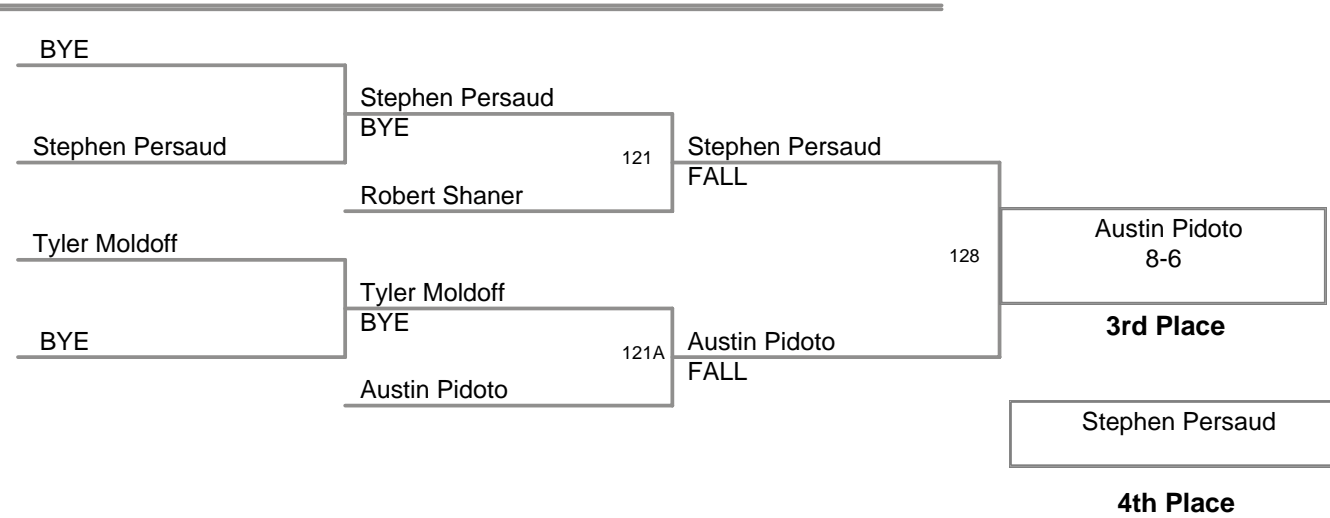 BYE
Stephen Persaud
BYE
Stephen Persaud
121
Stephen Persaud
FALL
Robert Shaner
Tyler Moldoff
Austin Pidoto
8-6
128
Tyler Moldoff
BYE
3rd Place
BYE
121A
Austin Pidoto
FALL
Austin Pidoto
Stephen Persaud
4th Place